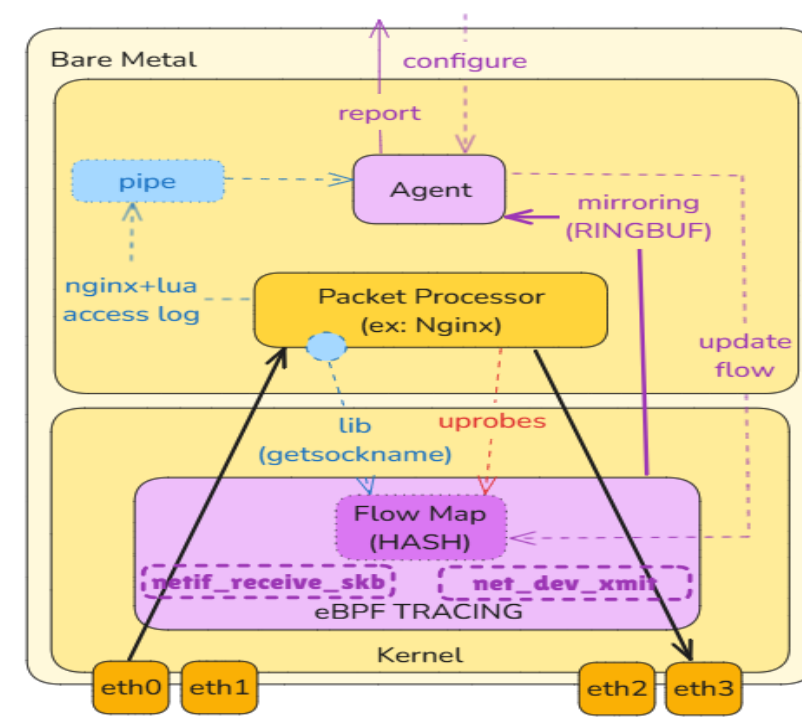 Bare Metal
configure
report
pipe
Agent
mirroring
(RINGBUF)
nginx+lua
access log
Packet Processor
(ex: Nginx)
update
flow
lib
(getsockname)
uprobes
Flow Map
(HASH)
netif_receive_skb
net_dev_xmit
eBPF TRACING
Kernel
eth0
eth1
eth2
eth3